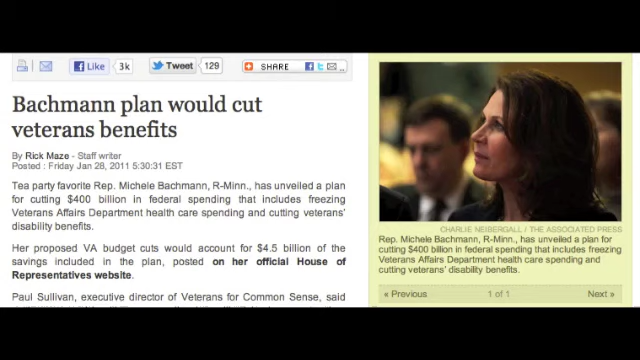 Like
3k
Tweet
129
SHARE
Bachmann plan would cut
veterans benefits
By Rick Maze - Staff writer
Posted : Friday Jan 28, 2011 5:30:31 EST
Tea party favorite Rep. Michele Bachmann, R-Minn., has unveiled a plan
for cutting $400 billion in federal spending that includes freezing
Veterans Affairs Department health care spending and cutting veterans'
disability benefits.
Her proposed VA budget cuts would account for $4.5 billion of the
savings included in the plan, posted on her official House of
Representatives website.
Paul Sullivan, executive director of Veterans for Common Sense, said
CHARLIE NEIBERGALL / THE ASSOCIATED PRESS
Rep. Michele Bachmann, R-Minn., has unveiled a plan for
cutting $400 billion in federal spending that includes freezing
Veterans Affairs Department health care spending and
cutting veterans' disability benefits.
« Previous
1 of 1
Next »